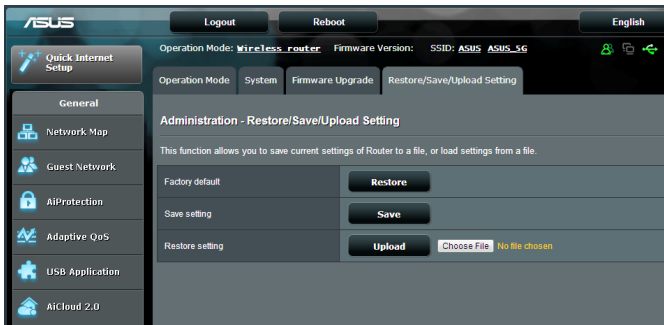 ASUS
Logout
Reboot
English
Quick Internet
Setup
Operation Mode: Wireless router Firmware Version: SSID: ASUS ASUS_5G
Operation Mode
System
Firmware Upgrade
Restore/Save/Upload Setting
General
Network Map
Guest Network
AiProtection
Adaptive QoS
USB Application
AiCloud 2.0
Administration - Restore/Save/Upload Setting
This function allows you to save current settings of Router to a file, or load settings from a file.
Factory default
Restore
Save setting
Save
Restore setting
Upload
Choose File
No file chosen